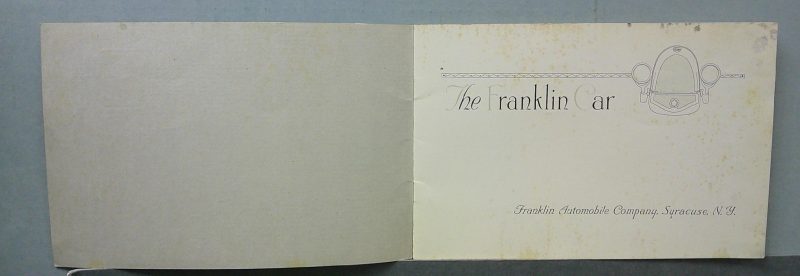 The Franklin Car
Franklin Automobile Company, Syracuse, N. Y.